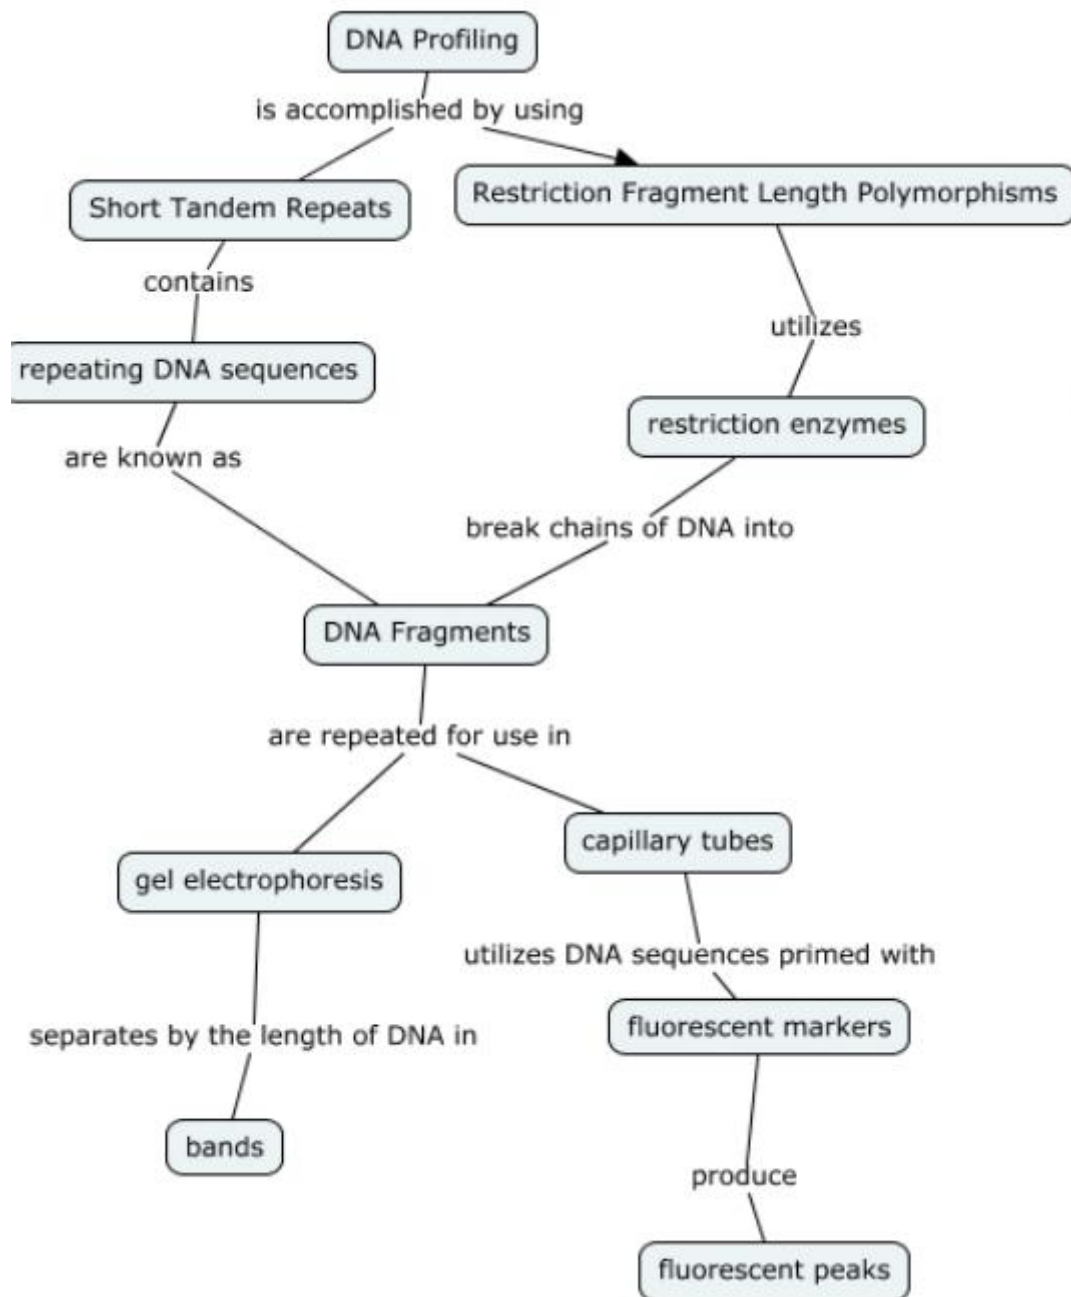 DNA Profiling
is accomplished by using
Short Tandem Repeats
Restriction Fragment Length Polymorphisms
contains
utilizes
repeating DNA sequences
restriction enzymes
are known as
break chains of DNA into
DNA Fragments
are repeated for use in
capillary tubes
gel electrophoresis
utilizes DNA sequences primed with
fluorescent markers
separates by the length of DNA in
bands
produce
fluorescent peaks